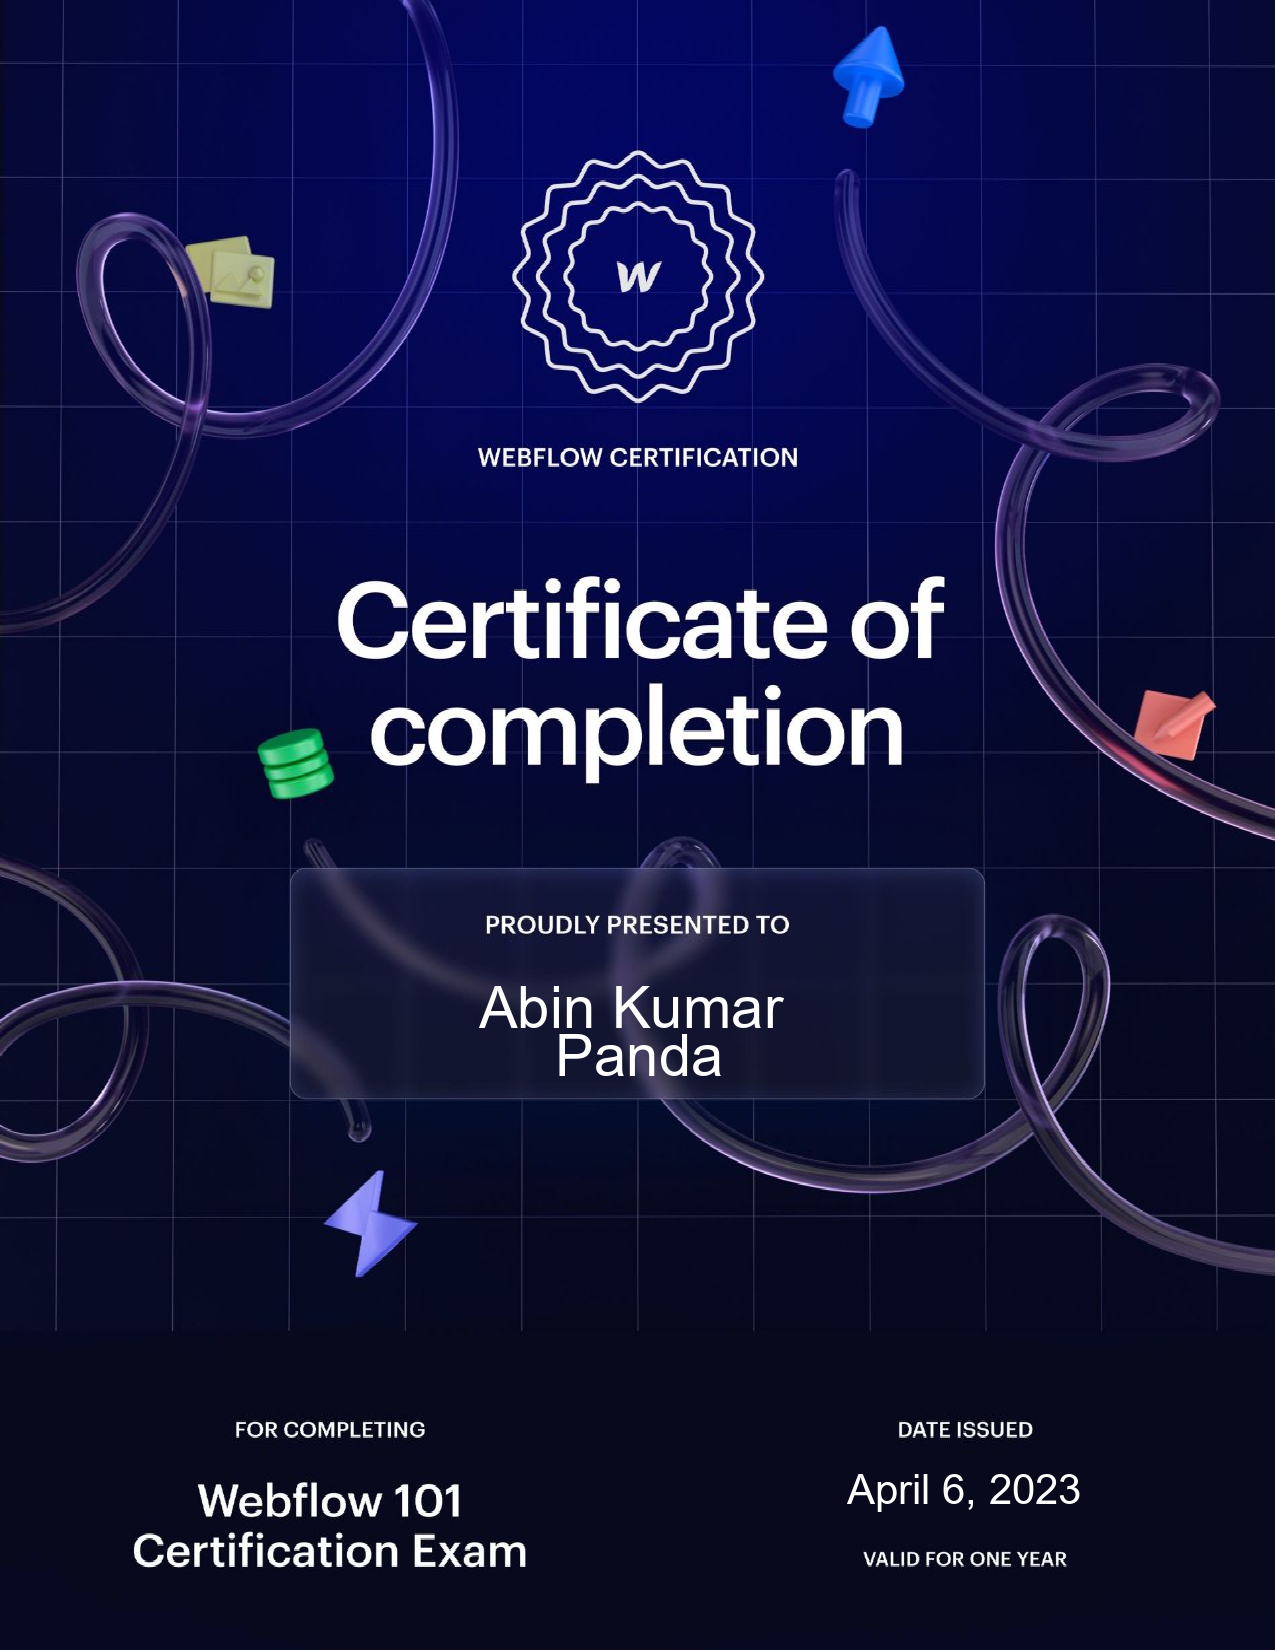 W
WEBFLOW CERTIFICATION
Certificate of
completion
PROUDLY PRESENTED TO
Abin Kumar
Panda
FOR COMPLETING
Webflow 101
Certification Exam
DATE ISSUED
April 6, 2023
VALID FOR ONE YEAR